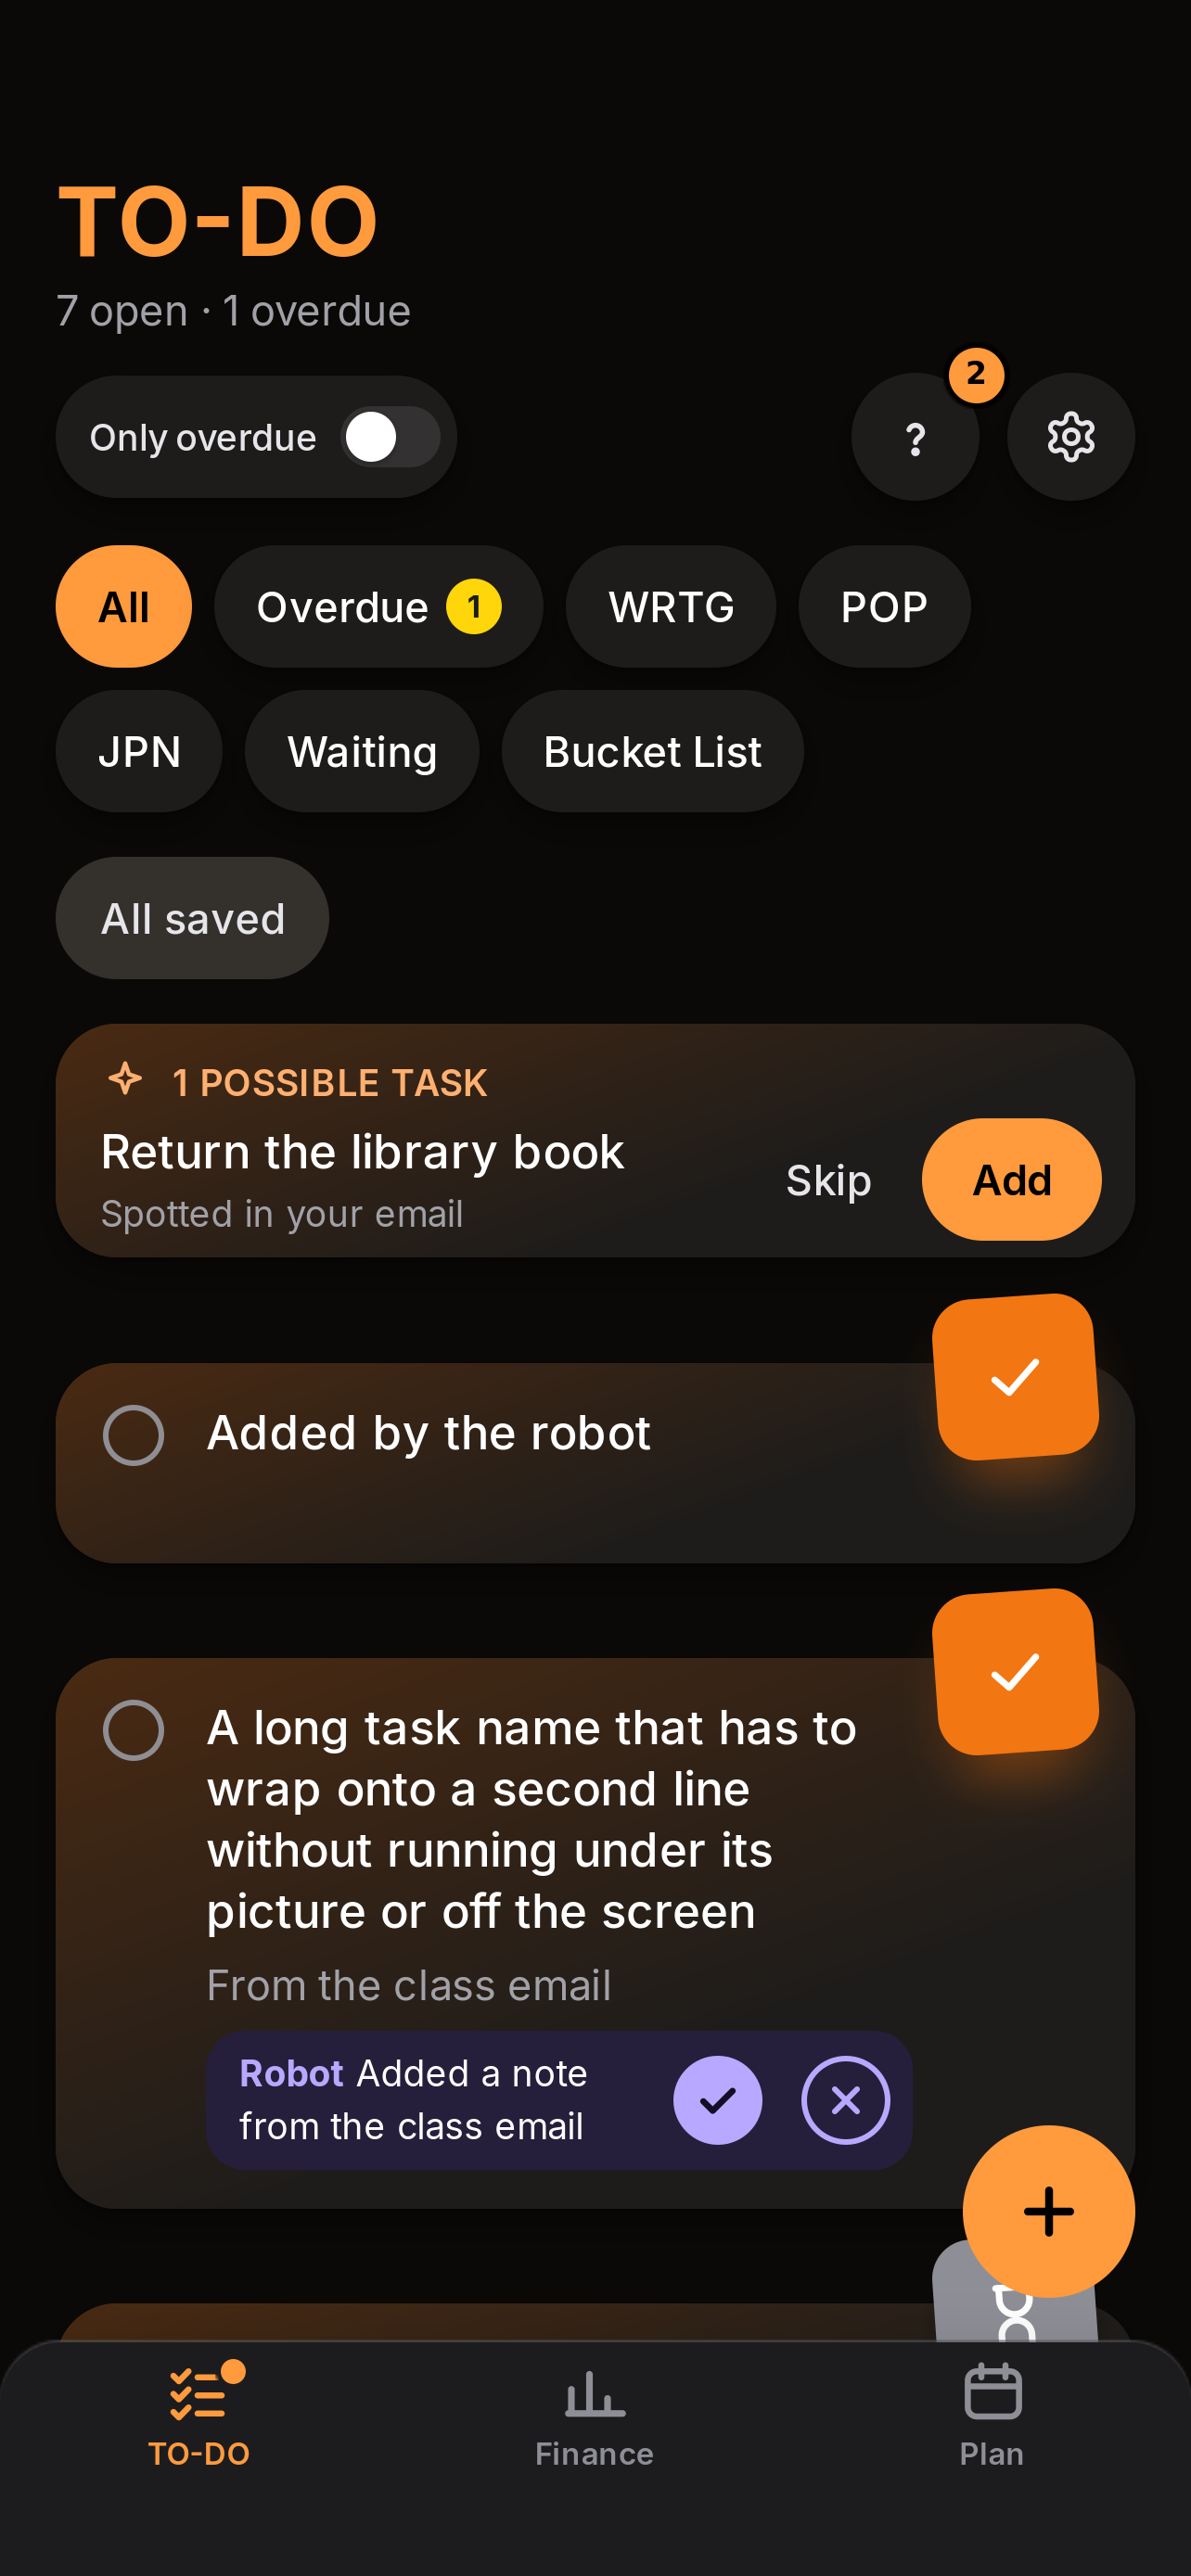 TO-DO
7 open · 1 overdue
Only overdue
?
2
All
Overdue 1
WRTG
POP
JPN
Waiting
Bucket List
All saved
1 POSSIBLE TASK
Return the library book
Spotted in your email
Skip
Add
Added by the robot
A long task name that has to
wrap onto a second line
without running under its
picture or off the screen
From the class email
Robot Added a note
from the class email
TO-DO
Finance
Plan